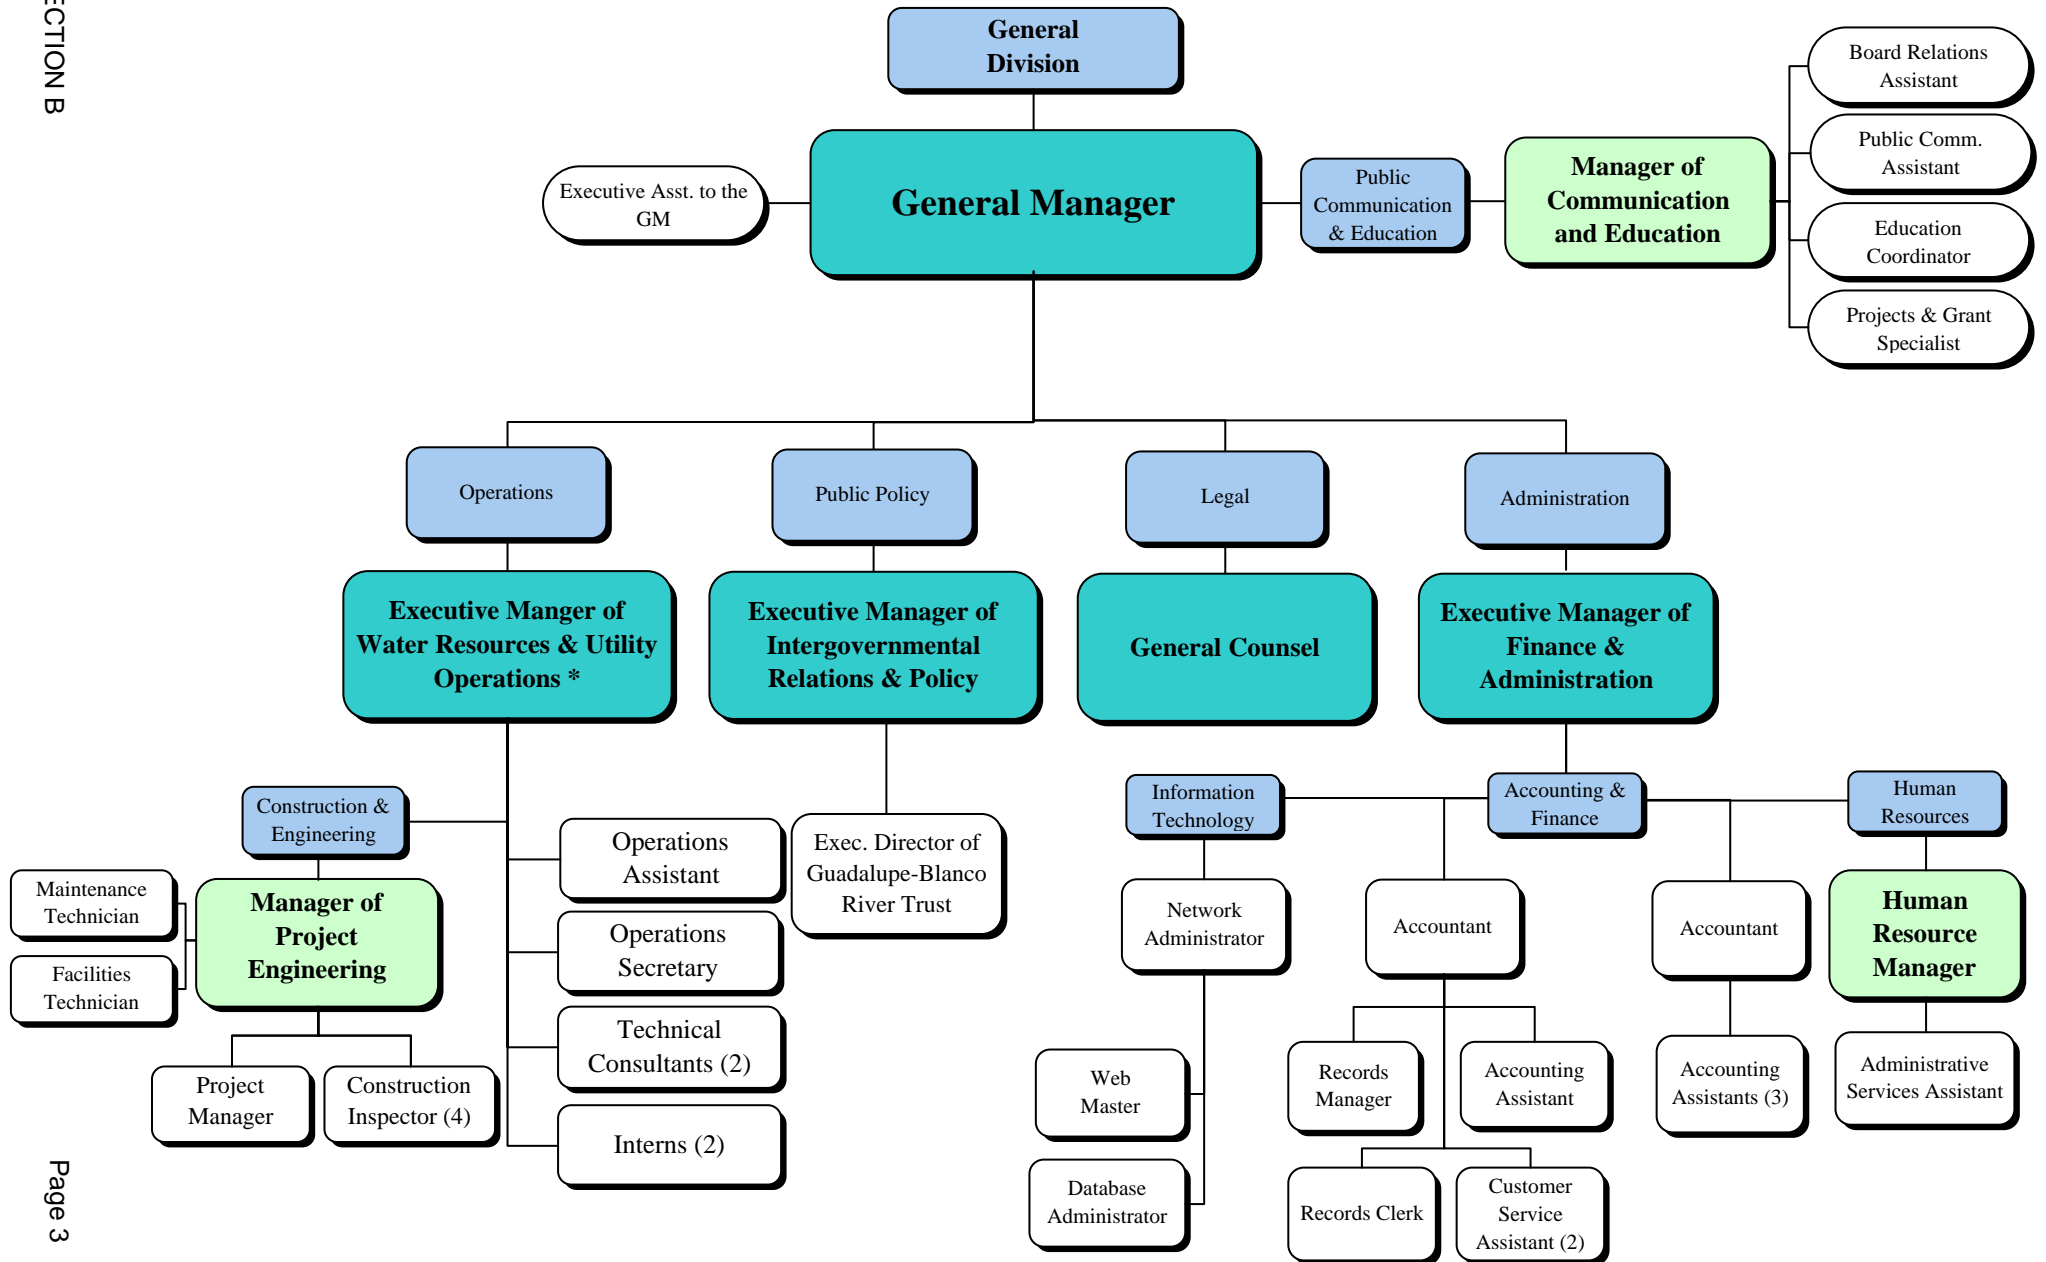 General
Division
General Manager
Executive Asst. to the
GM
Public
Communication
& Education
Manager of
Communication
and Education
Board Relations
Assistant
Public Comm.
Assistant
Education
Coordinator
Projects & Grant
Specialist
Operations
Public Policy
Legal
Administration
Executive Manger of
Water Resources & Utility
Operations *
Executive Manager of
Intergovernmental
Relations & Policy
General Counsel
Executive Manager of
Finance &
Administration
Construction &
Engineering
Manager of
Project
Engineering
Maintenance
Technician
Facilities
Technician
Project
Manager
Construction
Inspector (4)
Operations
Assistant
Operations
Secretary
Technical
Consultants (2)
Interns (2)
Exec. Director of
Guadalupe-Blanco
River Trust
Information
Technology
Accounting &
Finance
Human
Resources
Network
Administrator
Accountant
Accountant
Human
Resource
Manager
Web
Master
Database
Administrator
Records
Manager
Accounting
Assistant
Records Clerk
Customer
Service
Assistant (2)
Accounting
Assistants (3)
Administrative
Services Assistant
ECTION B
Page 3